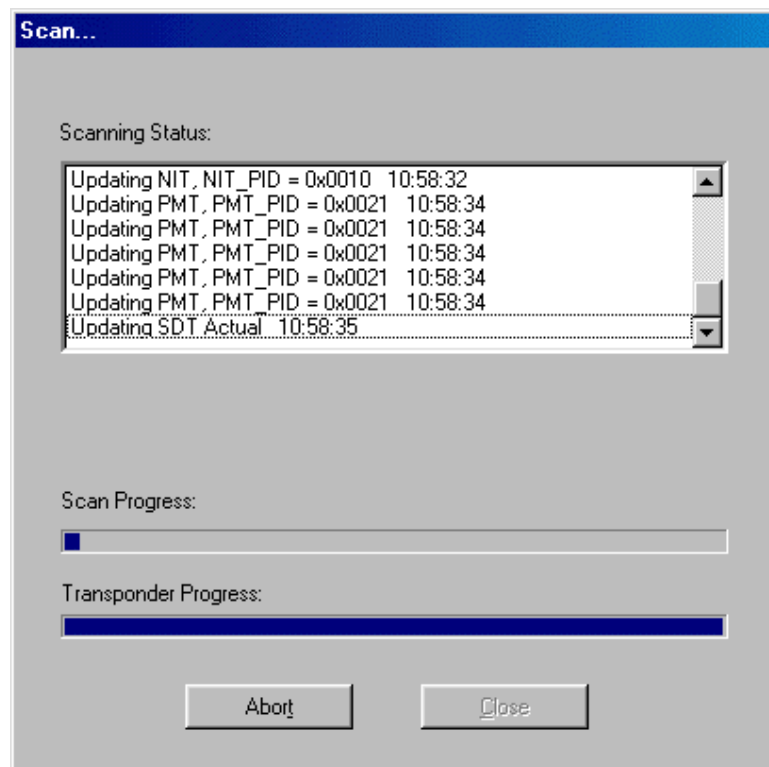 Scan...
Scanning Status:
Updating NIT, NIT_PID = 0x0010 10:58:32
Updating PMT, PMT_PID = 0x0021 10:58:34
Updating PMT, PMT_PID = 0x0021 10:58:34
Updating PMT, PMT_PID = 0x0021 10:58:34
Updating PMT, PMT_PID = 0x0021 10:58:34
Updating PMT, PMT_PID = 0x0021 10:58:34
Updating SDT Actual 10:58:35
Scan Progress:
Transponder Progress:
Abort Close